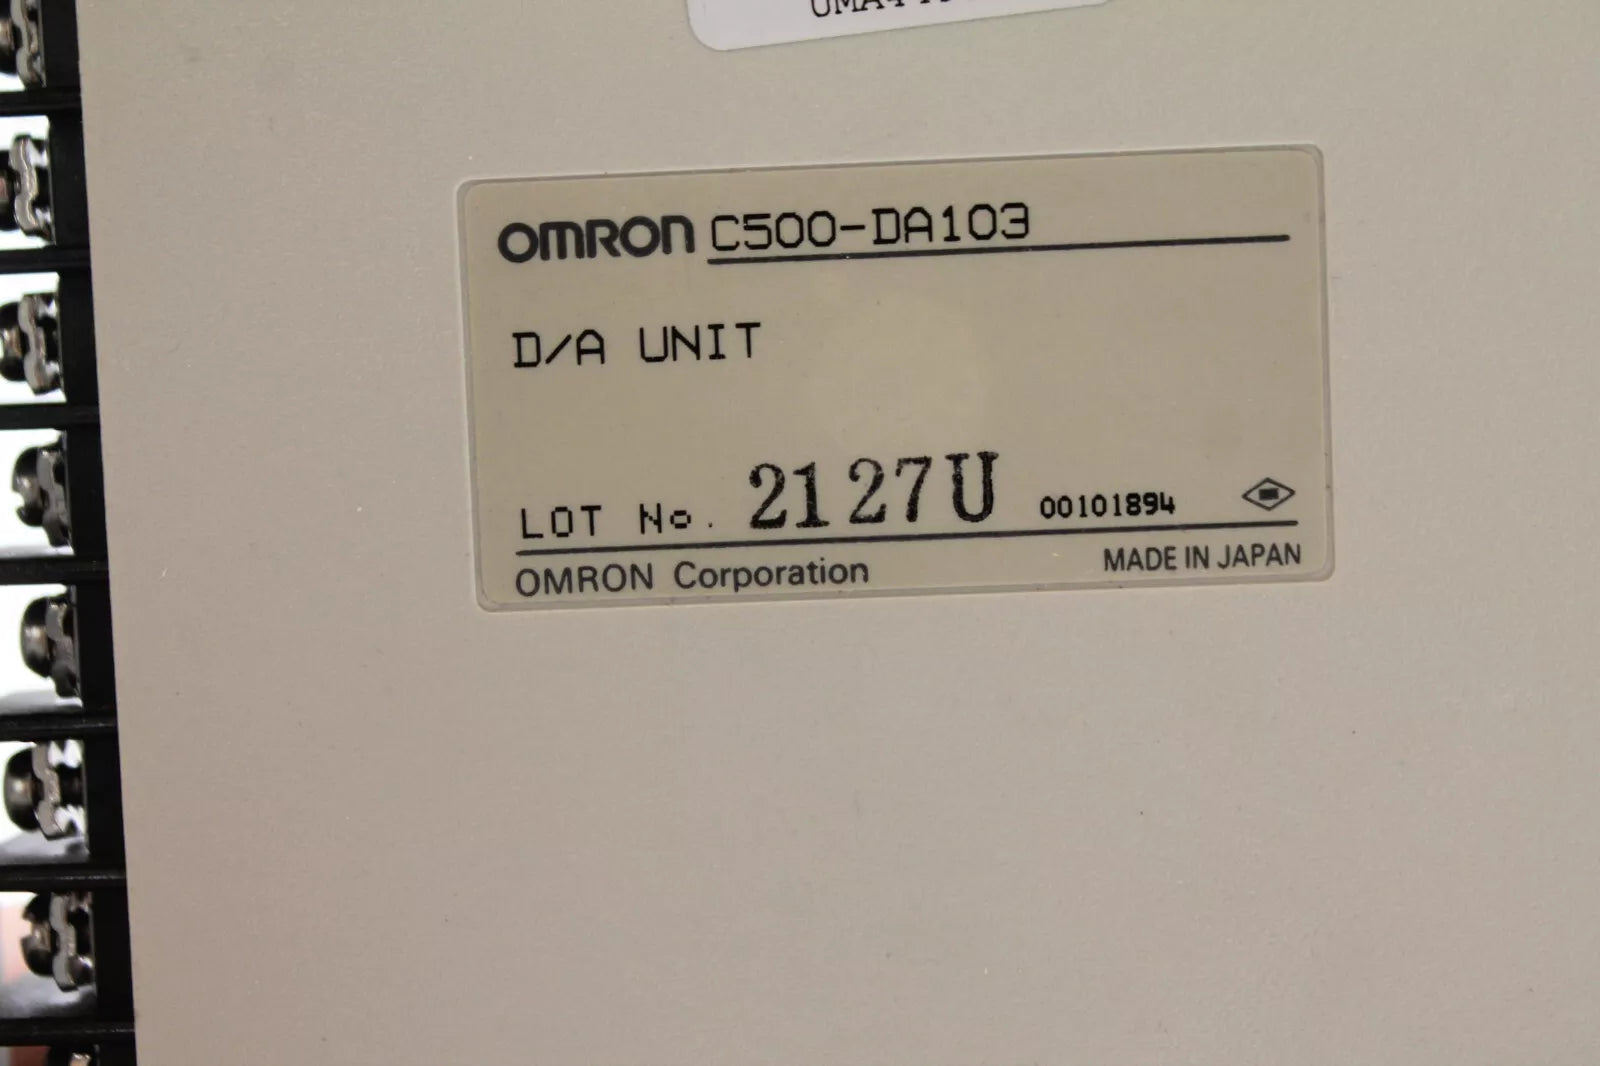 OMRON C500-DA103
D/A UNIT
LOT No. 2127U 00101894
OMRON Corporation MADE IN JAPAN